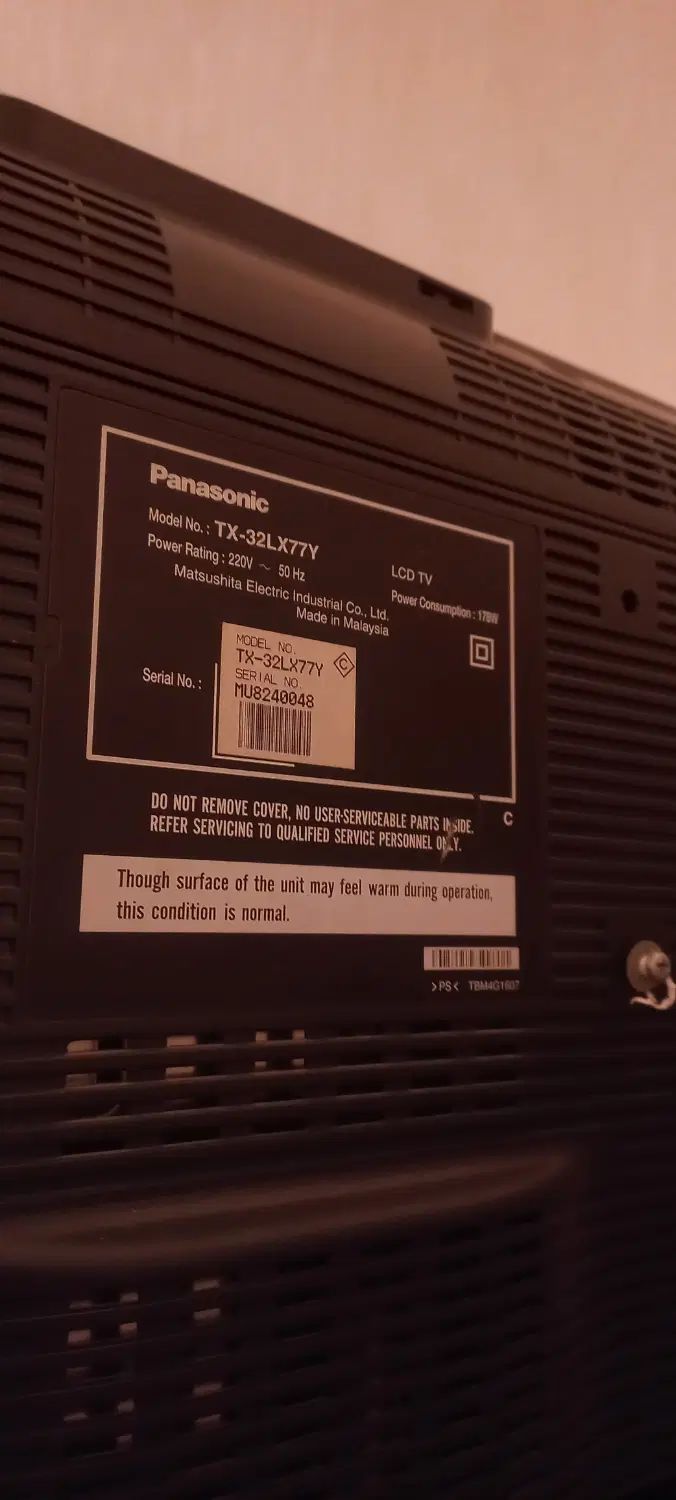 Panasonic
Model No. : TX-32LX77Y
Power Rating : 220V ~ 50 Hz
LCD TV
Matsushita Electric Industrial Co., Ltd.
Power Consumption : 178W
Made in Malaysia
MODEL NO.
TX-32LX77Y
C
Serial No. :
SERIAL NO.
MU8240048
DO NOT REMOVE COVER, NO USER-SERVICEABLE PARTS INSIDE.
C
REFER SERVICING TO QUALIFIED SERVICE PERSONNEL ONLY.
Though surface of the unit may feel warm during operation,
this condition is normal.
>PS< TBM4G1607